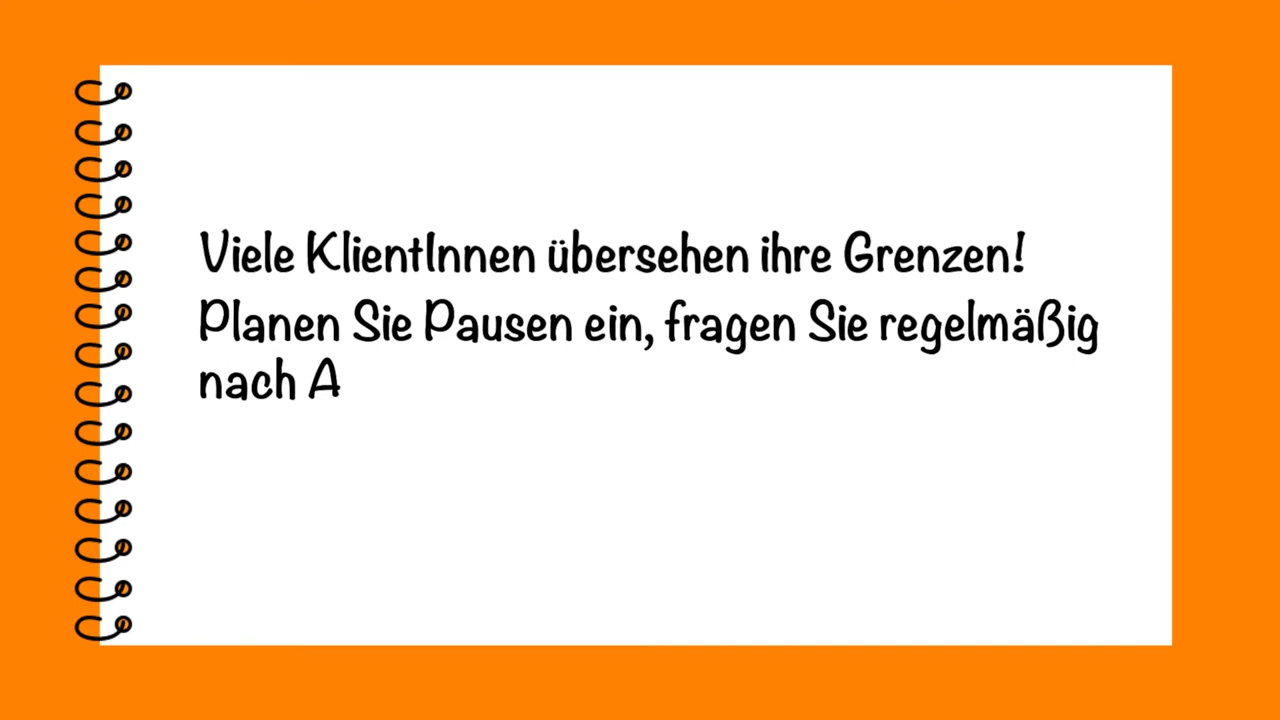 Viele KlientInnen übersehen ihre Grenzen!
Planen Sie Pausen ein, fragen Sie regelmäßig
nach A